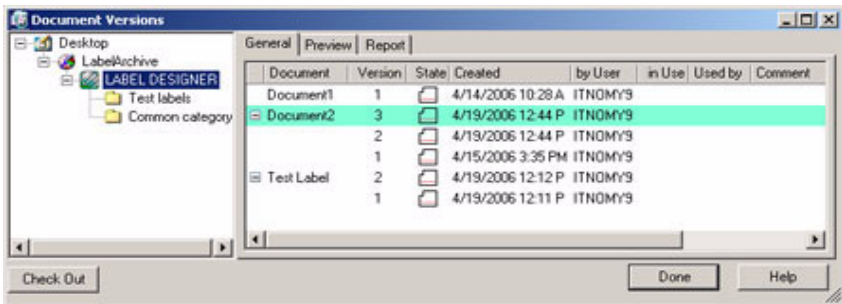 Document Versions
Desktop
LabelArchive
LABEL DESIGNER
Test labels
Common category
General Preview Report
Document Version State Created by User in Use Used by Comment
Document1 1 4/14/2006 10:28 A ITNOMY9
Document2 3 4/19/2006 12:44 P ITNOMY9
2 4/19/2006 12:44 P ITNOMY9
1 4/15/2006 3:35 PM ITNOMY9
Test Label 2 4/19/2006 12:12 P ITNOMY9
1 4/19/2006 12:11 P ITNOMY9
Check Out Done Help